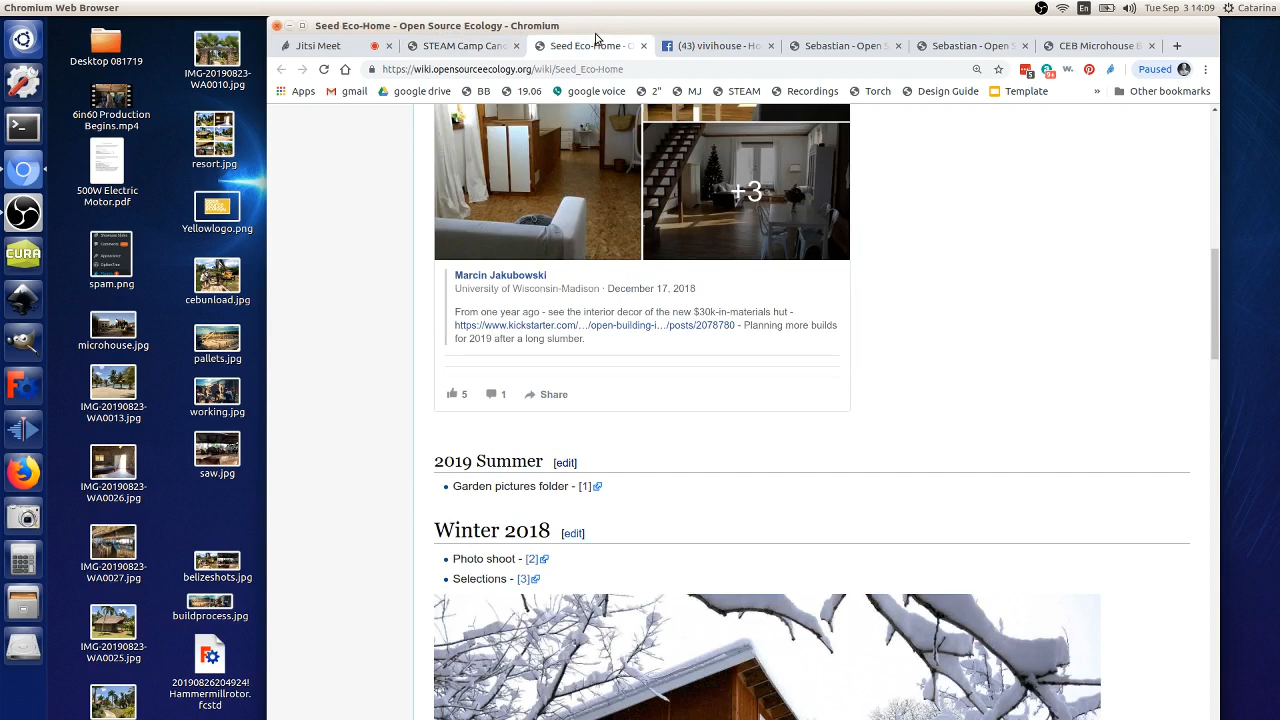 Chromium Web Browser
En
Tue Sep 3 14:09
Catarina
Seed Eco-Home - Open Source Ecology - Chromium
Jitsi Meet
STEAM Camp Canc
Seed Eco-Home - O
(43) vivihouse - Ho
Sebastian - Open S
Sebastian - Open S
CEB Microhouse B
https://wiki.opensourceecology.org/wiki/Seed_Eco-Home
5
9+
w.
Paused
Apps
gmail
google drive
BB
19.06
google voice
2"
MJ
STEAM
Recordings
Torch
Design Guide
Template
»
Other bookmarks
Desktop 081719
6in60 Production
Begins.mp4
500W Electric
Motor.pdf
spam.png
microhouse.jpg
IMG-20190823-
WA0013.jpg
IMG-20190823-
WA0026.jpg
IMG-20190823-
WA0027.jpg
IMG-20190823-
WA0025.jpg
IMG-20190823-
WA0010.jpg
resort.jpg
Yellowlogo.png
cebunload.jpg
pallets.jpg
working.jpg
saw.jpg
belizeshots.jpg
buildprocess.jpg
20190826204924!
Hammermillrotor.
fcstd
CURA
+3
Marcin Jakubowski
University of Wisconsin-Madison · December 17, 2018
From one year ago - see the interior decor of the new $30k-in-materials hut -
https://www.kickstarter.com/…/open-building-i…/posts/2078780 - Planning more builds
for 2019 after a long slumber.
5
1
Share
2019 Summer [edit]
Garden pictures folder - [1]
Winter 2018 [edit]
Photo shoot - [2]
Selections - [3]